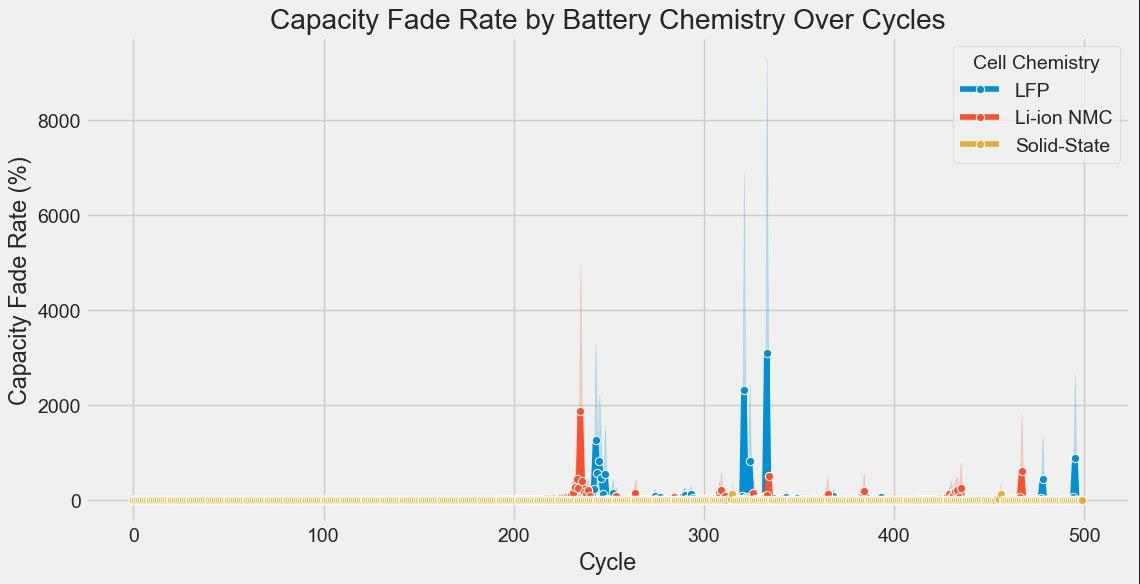 Capacity Fade Rate by Battery Chemistry Over Cycles
Cell Chemistry
LFP
Li-ion NMC
Solid-State
Capacity Fade Rate (%)
8000
6000
4000
2000
0
0 100 200 300 400 500
Cycle